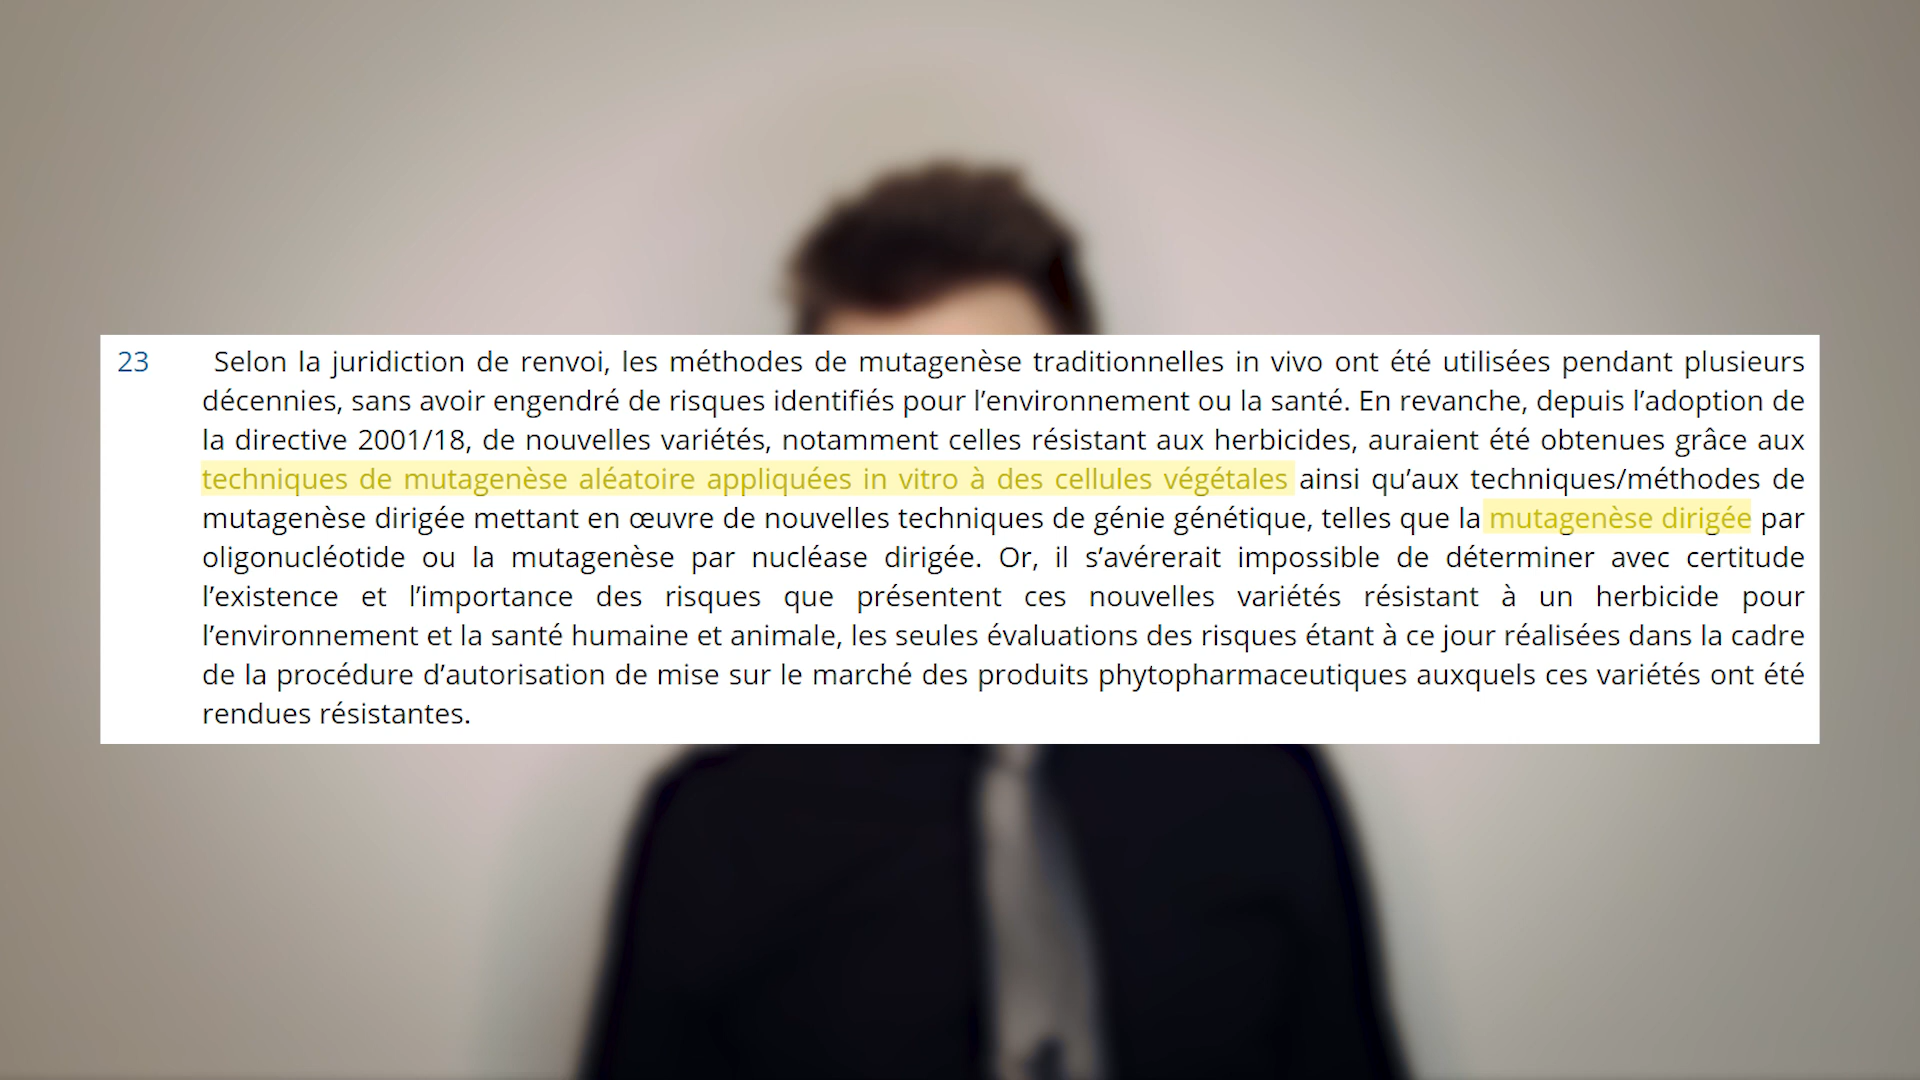 23 Selon la juridiction de renvoi, les méthodes de mutagenèse traditionnelles in vivo ont été utilisées pendant plusieurs
décennies, sans avoir engendré de risques identifiés pour l’environnement ou la santé. En revanche, depuis l’adoption de
la directive 2001/18, de nouvelles variétés, notamment celles résistant aux herbicides, auraient été obtenues grâce aux
techniques de mutagenèse aléatoire appliquées in vitro à des cellules végétales ainsi qu’aux techniques/méthodes de
mutagenèse dirigée mettant en œuvre de nouvelles techniques de génie génétique, telles que la mutagenèse dirigée par
oligonucléotide ou la mutagenèse par nucléase dirigée. Or, il s’avérerait impossible de déterminer avec certitude
l’existence et l’importance des risques que présentent ces nouvelles variétés résistant à un herbicide pour
l’environnement et la santé humaine et animale, les seules évaluations des risques étant à ce jour réalisées dans la cadre
de la procédure d’autorisation de mise sur le marché des produits phytopharmaceutiques auxquels ces variétés ont été
rendues résistantes.